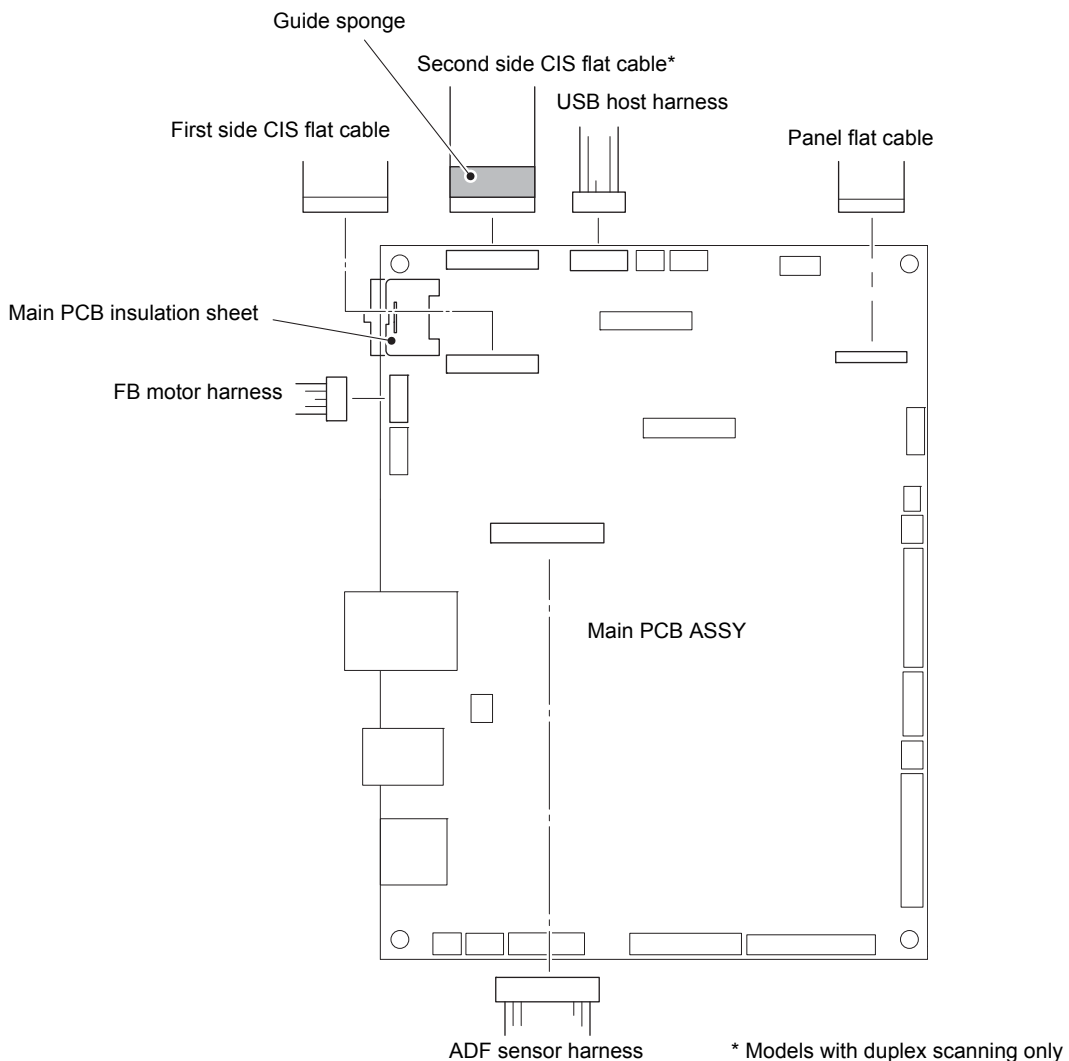 Guide sponge
Second side CIS flat cable*
USB host harness
First side CIS flat cable
Panel flat cable
Main PCB insulation sheet
FB motor harness
Main PCB ASSY
ADF sensor harness
* Models with duplex scanning only